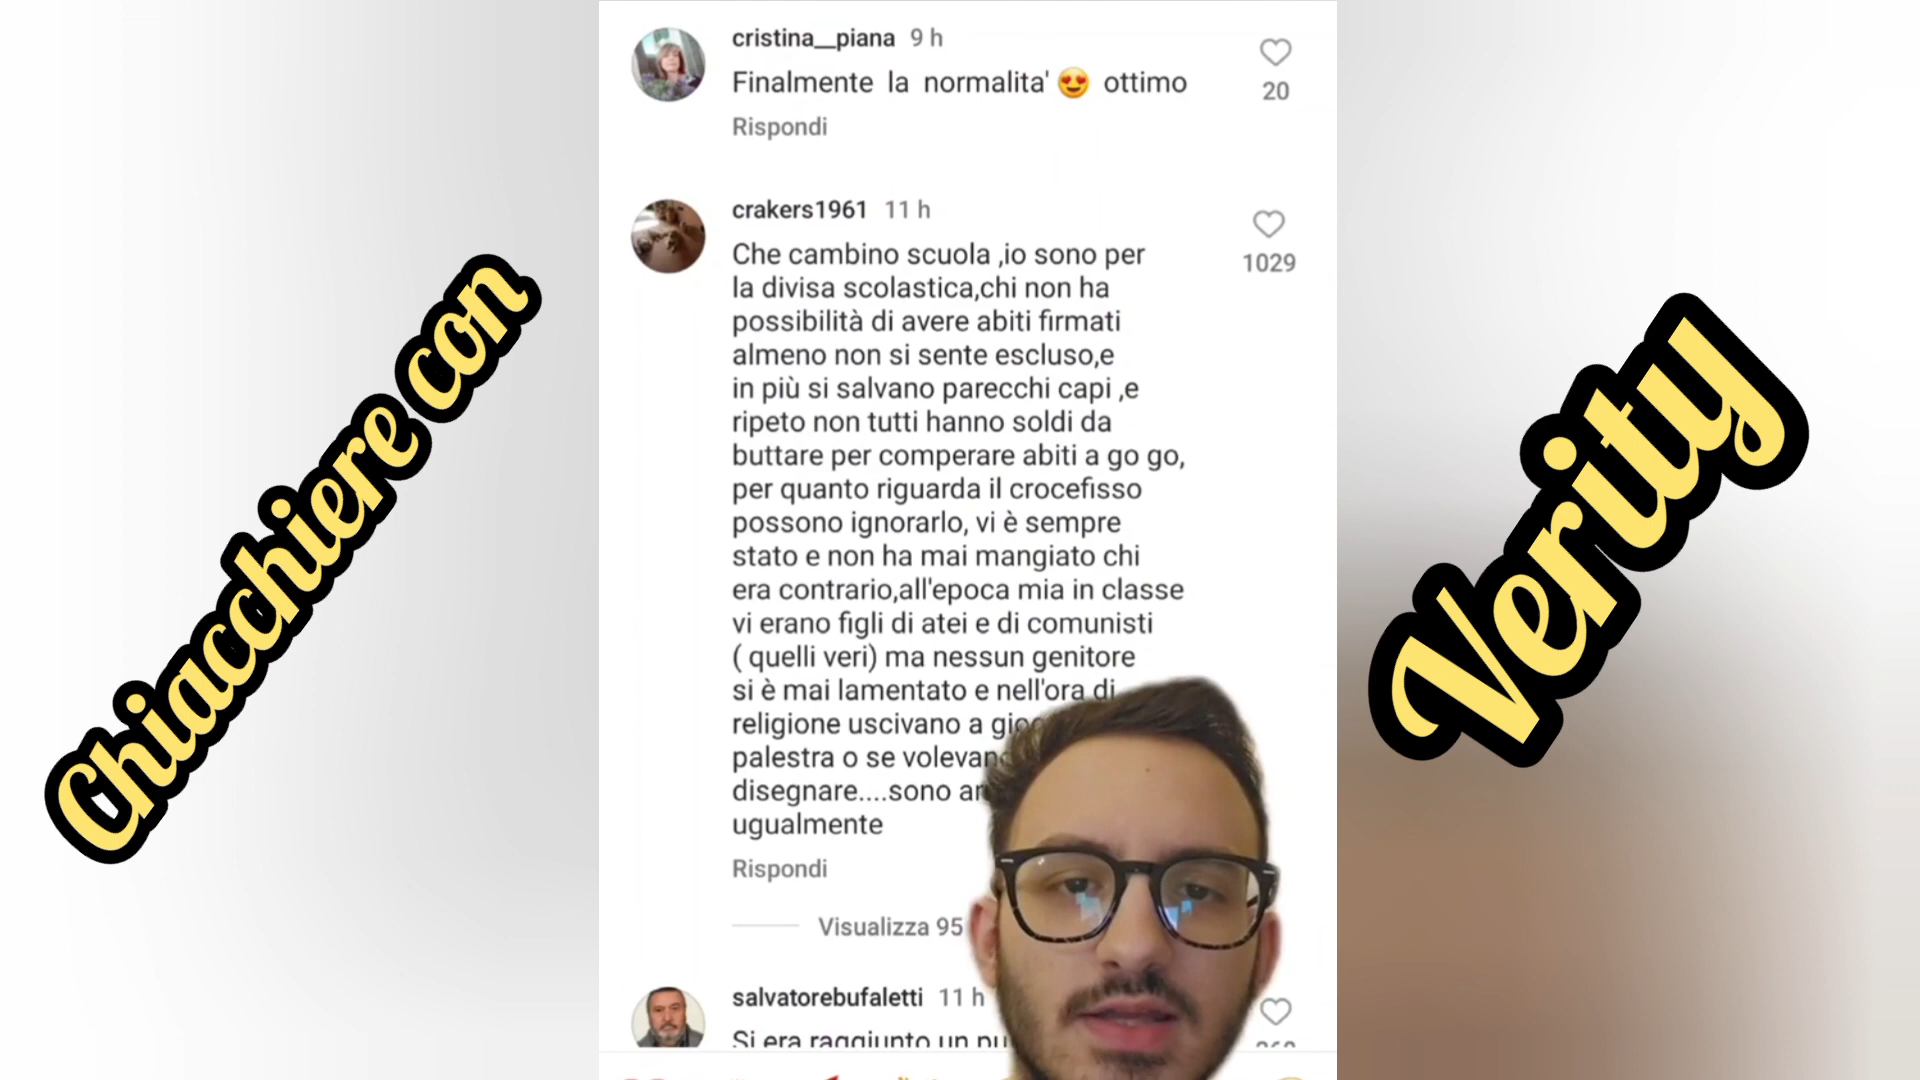 cristina__piana 9 h
Finalmente la normalita' 😍 ottimo
20
Rispondi
crakers1961 11 h
Che cambino scuola ,io sono per
1029
la divisa scolastica,chi non ha
possibilità di avere abiti firmati
almeno non si sente escluso,e
in più si salvano parecchi capi ,e
ripeto non tutti hanno soldi da
buttare per comperare abiti a go go,
per quanto riguarda il crocefisso
possono ignorarlo, vi è sempre
stato e non ha mai mangiato chi
era contrario,all'epoca mia in classe
vi erano figli di atei e di comunisti
( quelli veri) ma nessun genitore
si è mai lamentato e nell'ora di
religione uscivano a
palestra o se
disegnare....sono
ugualmente
Rispondi
Visualizza 95
salvatorebufaletti 11 h
Si era raggiunto un
Chiacchiere con
Verity